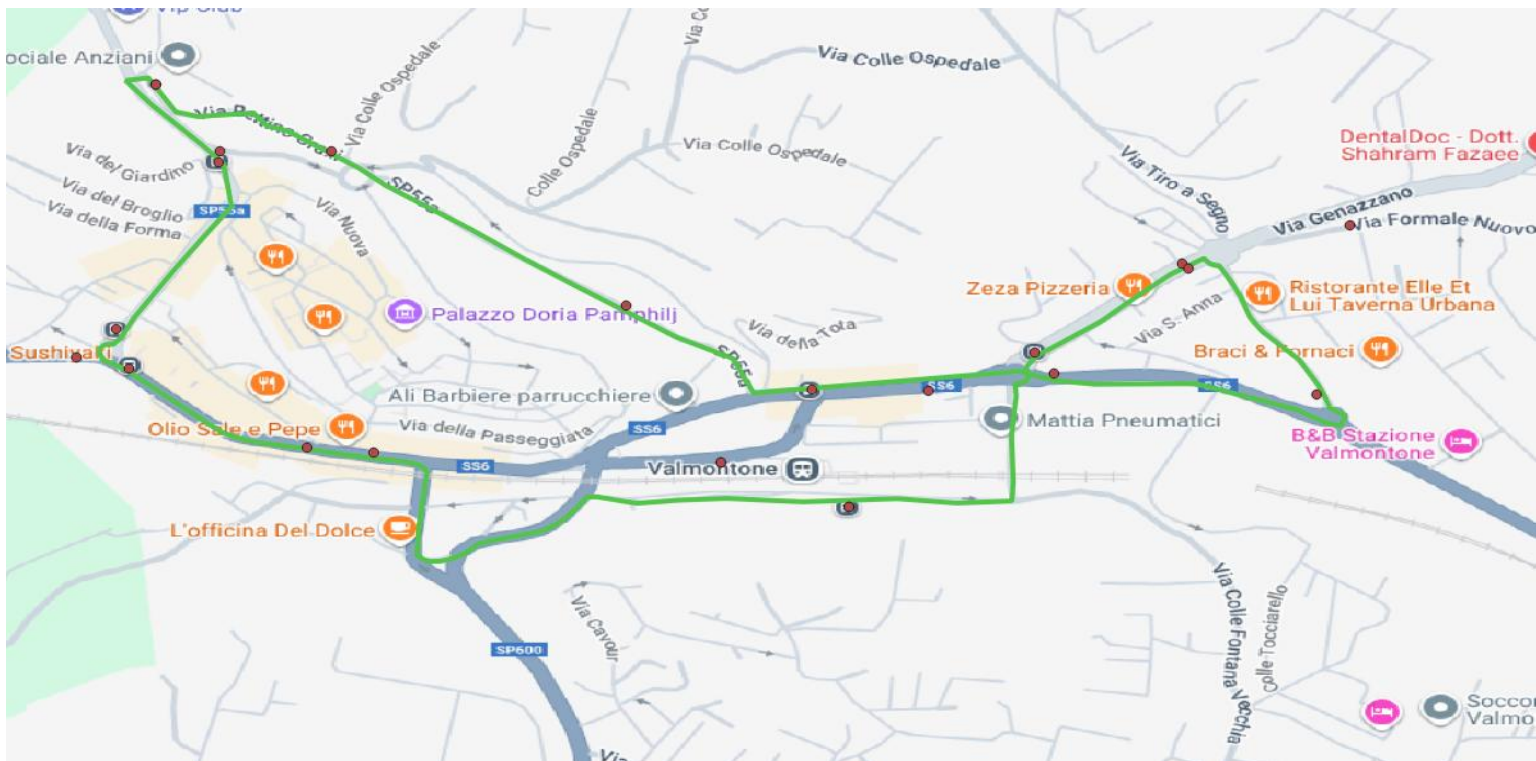 Vip Club
ociale Anziani
Via Colle Ospedale
Via Colle Ospedale
Via
Colle Ospedale
Via Colle Ospedale
Via Tiro a Segno
DentalDoc - Dott.
Shahram Fazaee
Via del Giardino
Via del Broglio
Via della Forma
SP55a
Via Nuova
SP55a
Via Genazzano
Via Formale Nuovo
Zeza Pizzeria
Ristorante Elle Et
Lui Taverna Urbana
Via S. Anna
Palazzo Doria Pamphilj
Via della Tota
Braci & Fornaci
SP55a
SS6
SS6
Ali Barbiere parrucchiere
Mattia Pneumatici
Olio Sale e Pepe
Via della Passeggiata
SS6
B&B Stazione
Valmontone
SS6
Valmontone
L'officina Del Dolce
Via Cavour
Via Colle Fontana Vecchia
Colle Tocciarello
SP600
Soccor
Valmo
Via